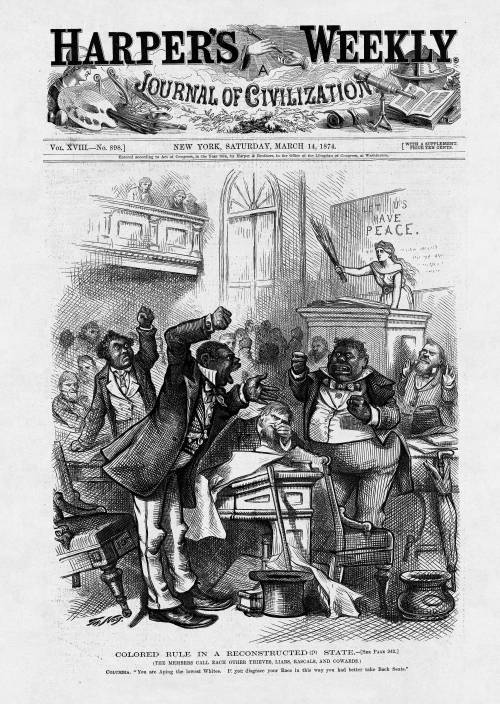 HARPER'S WEEKLY.
A
JOURNAL OF CIVILIZATION
VOL. XVIII.—NO. 898.] NEW YORK, SATURDAY, MARCH 14, 1874. [WITH A SUPPLEMENT. PRICE TEN CENTS.
Entered according to Act of Congress, in the Year 1874, by Harper & Brothers, in the Office of the Librarian of Congress, at Washington.
LET US
HAVE
PEACE.
COLORED RULE IN A RECONSTRUCTED (?) STATE.—[SEE PAGE 242.]
(THE MEMBERS CALL EACH OTHER THIEVES, LIARS, RASCALS, AND COWARDS.)
COLUMBIA. "You are Aping the lowest Whites. If you disgrace your Race in this way you had better take Back Seats."